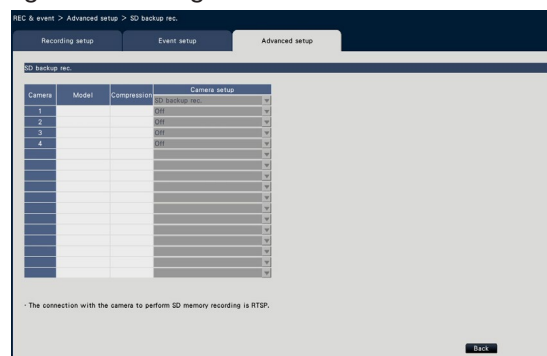 REC & event > Advanced setup > SD backup rec.
Recording setup
Event setup
Advanced setup
SD backup rec.
Camera
Model
Compression
Camera setup
SD backup rec.
1
Off
2
Off
3
Off
4
Off
- The connection with the camera to perform SD memory recording is RTSP.
Back